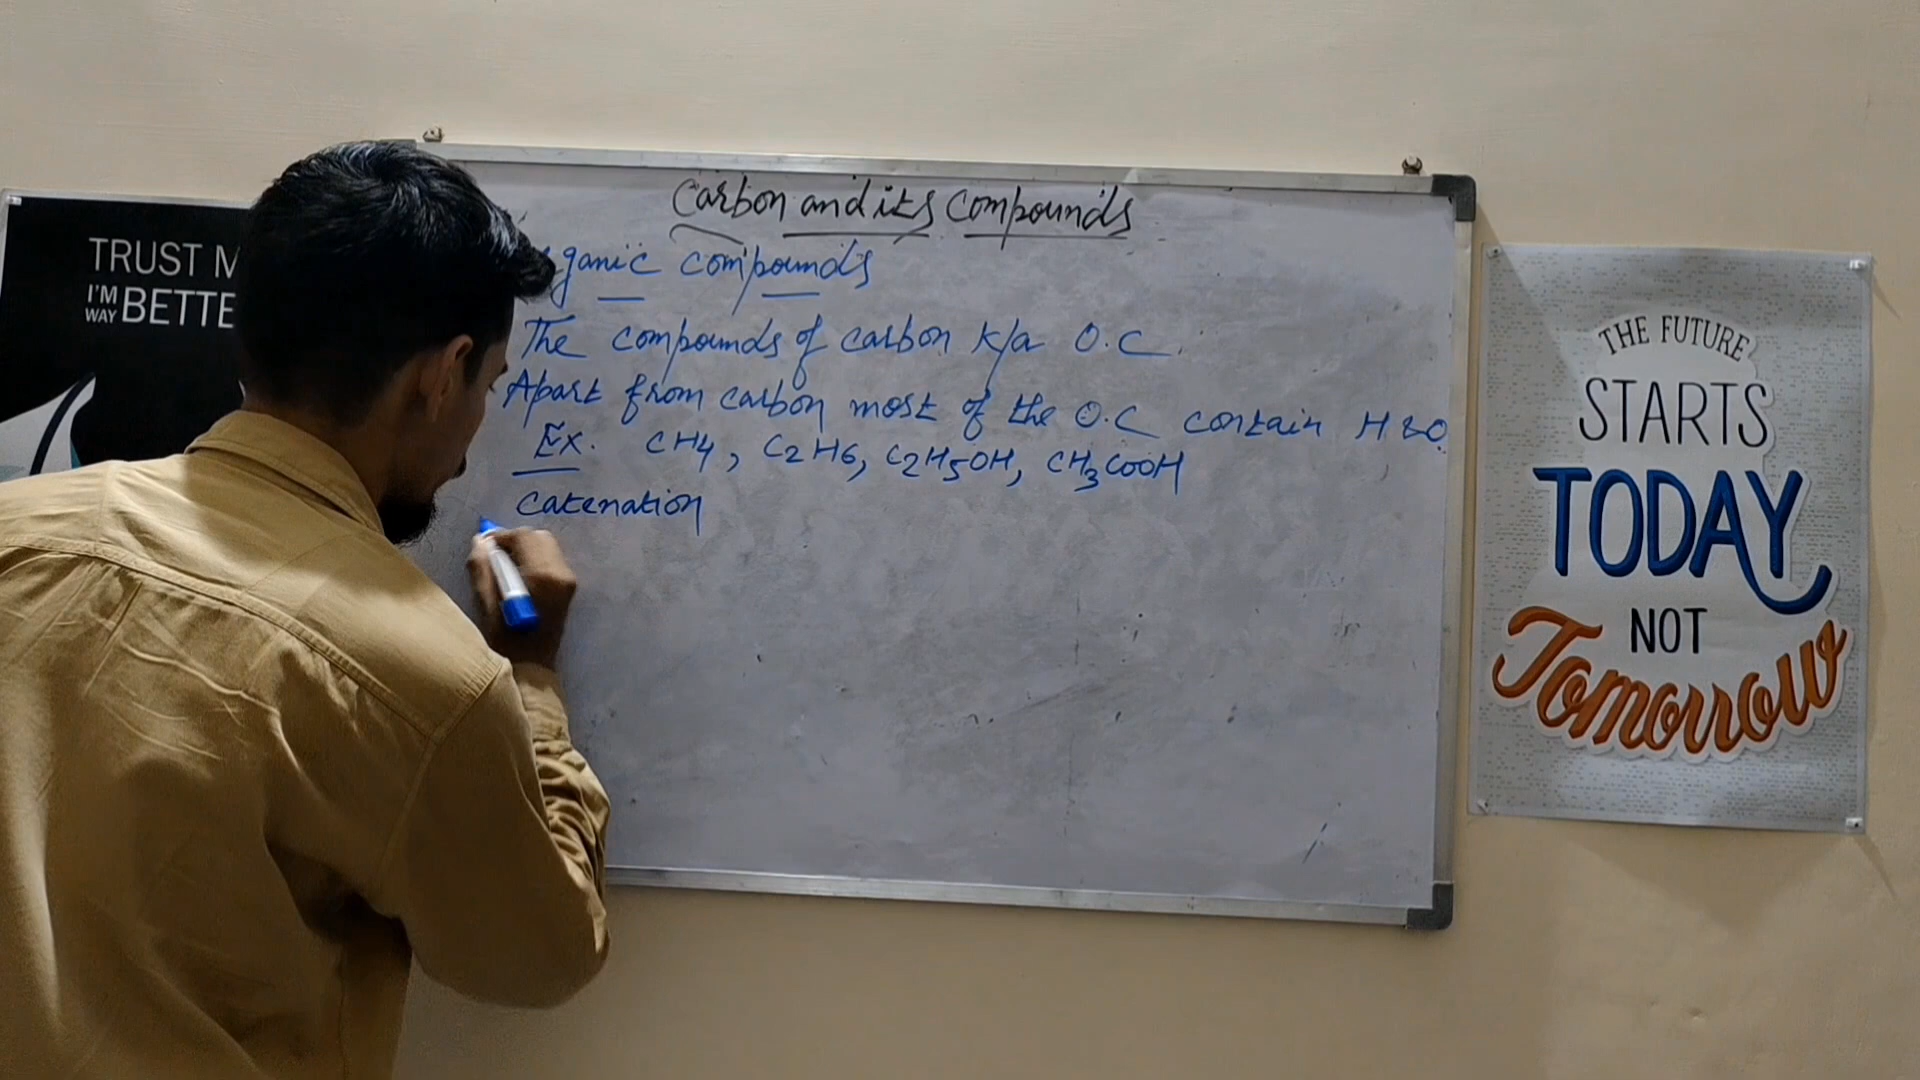 Carbon and its compounds
ganic compounds
The compounds of carbon k/a O.C.
Apart from carbon most of the O.C contain H & O.
Ex. CH4, C2H6, C2H5OH, CH3COOH
Catenation
TRUST M
I'M WAY BETTE
THE FUTURE
STARTS
TODAY
NOT
Tomorrow